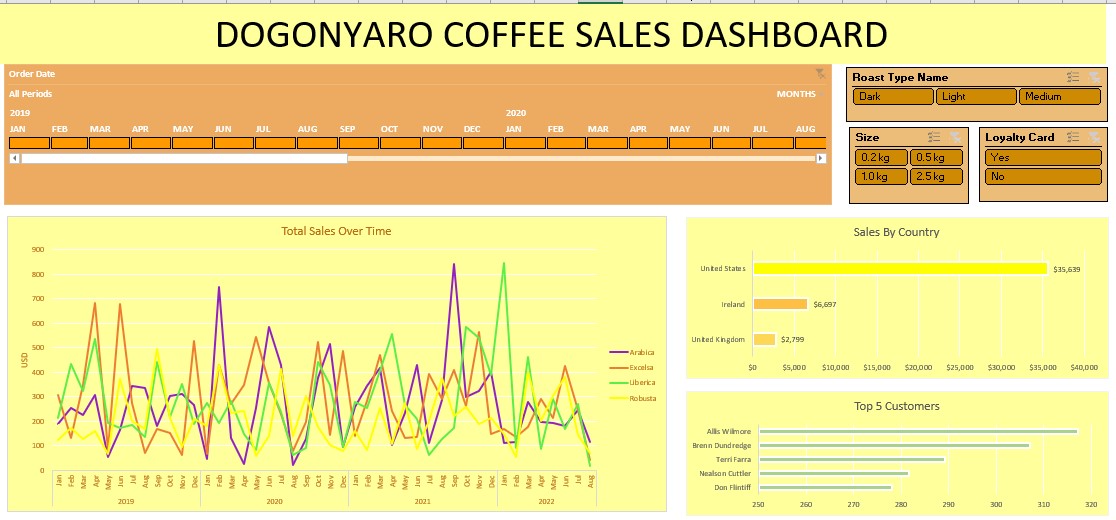 DOGONYARO COFFEE SALES DASHBOARD
Order Date
All Periods MONTHS
2019 2020
JAN FEB MAR APR MAY JUN JUL AUG SEP OCT NOV DEC JAN FEB MAR APR MAY JUN JUL AUG
Roast Type Name
Dark Light Medium
Size
0.2 kg 0.5 kg
1.0 kg 2.5 kg
Loyalty Card
Yes
No
Total Sales Over Time
900
800
700
600
500
400
300
200
100
0
USD
Jan Feb Mar Apr May Jun Jul Aug Sep Oct Nov Dec Jan Feb Mar Apr May Jun Jul Aug Sep Oct Nov Dec Jan Feb Mar Apr May Jun Jul Aug Sep Oct Nov Dec Jan Feb Mar Apr May Jun Jul Aug
2019 2020 2021 2022
Arabica
Excelsa
Liberica
Robusta
Sales By Country
United States $35,639
Ireland $6,697
United Kingdom $2,799
$0 $5,000 $10,000 $15,000 $20,000 $25,000 $30,000 $35,000 $40,000
Top 5 Customers
Allis Wilmore
Brenn Dundredge
Terri Farra
Nealson Cuttler
Don Flintiff
250 260 270 280 290 300 310 320